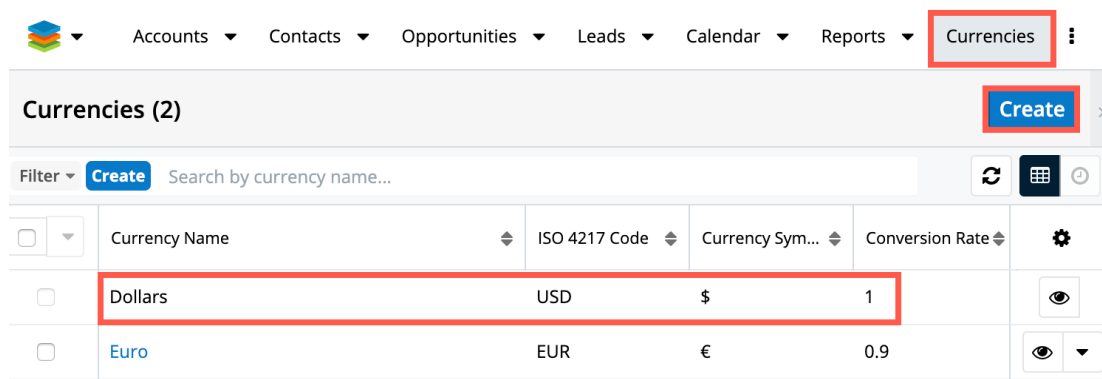 Accounts Contacts Opportunities Leads Calendar Reports Currencies
Currencies (2) Create
Filter Create Search by currency name...
Currency Name ISO 4217 Code Currency Sym... Conversion Rate
Dollars USD $ 1
Euro EUR € 0.9